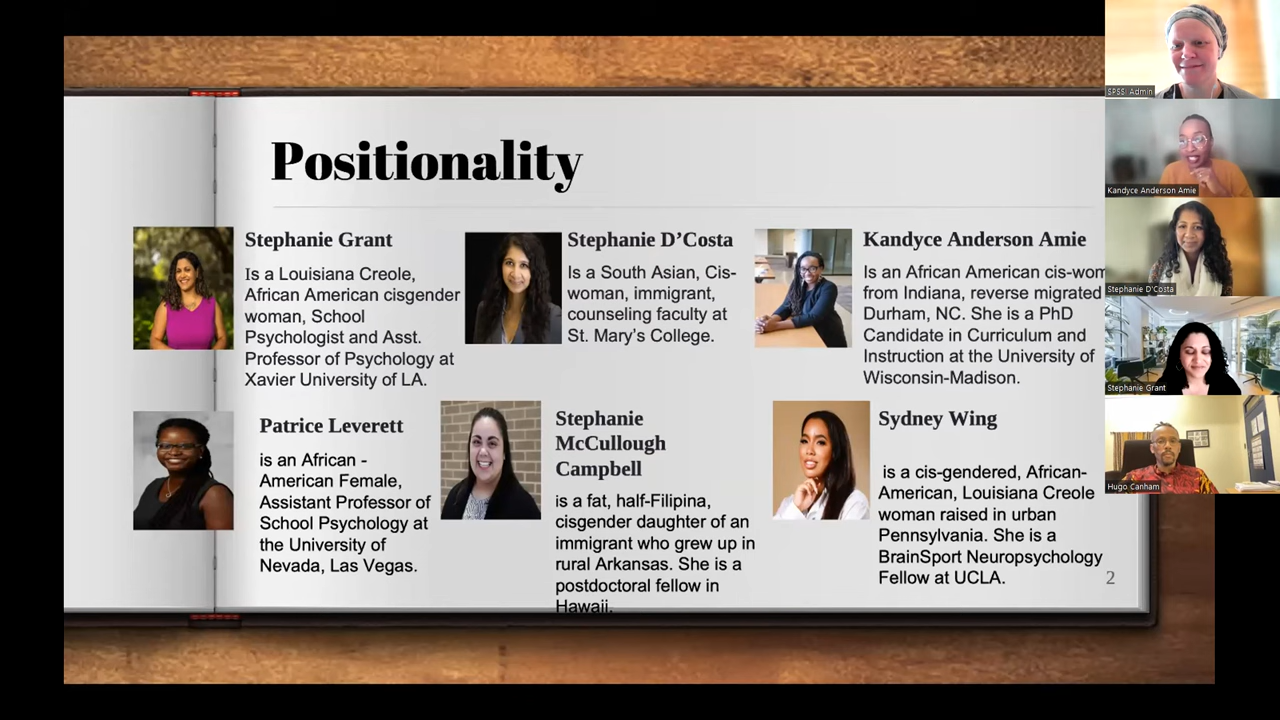 Positionality
Stephanie Grant
Is a Louisiana Creole,
African American cisgender
woman, School
Psychologist and Asst.
Professor of Psychology at
Xavier University of LA.
Stephanie D’Costa
Is a South Asian, Cis-
woman, immigrant,
counseling faculty at
St. Mary’s College.
Kandyce Anderson Amie
Is an African American cis-wom
from Indiana, reverse migrated
Durham, NC. She is a PhD
Candidate in Curriculum and
Instruction at the University of
Wisconsin-Madison.
Patrice Leverett
is an African -
American Female,
Assistant Professor of
School Psychology at
the University of
Nevada, Las Vegas.
Stephanie
McCullough
Campbell
is a fat, half-Filipina,
cisgender daughter of an
immigrant who grew up in
rural Arkansas. She is a
postdoctoral fellow in
Hawaii.
Sydney Wing
is a cis-gendered, African-
American, Louisiana Creole
woman raised in urban
Pennsylvania. She is a
BrainSport Neuropsychology
Fellow at UCLA.
2
SPSSI Admin
Kandyce Anderson Amie
Stephanie D'Costa
Stephanie Grant
Hugo Canham